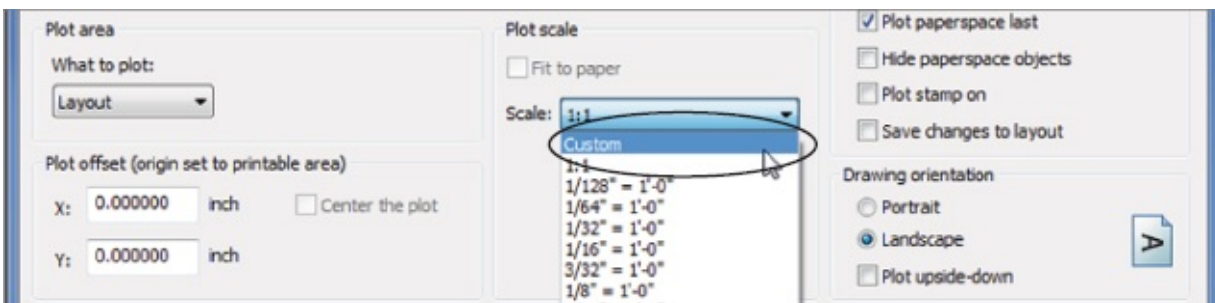 Plot area
What to plot:
Layout
Plot offset (origin set to printable area)
X: 0.000000 inch
Center the plot
Y: 0.000000 inch
Plot scale
Fit to paper
Scale: 1:1
Custom
1:1
1/128" = 1'-0"
1/64" = 1'-0"
1/32" = 1'-0"
1/16" = 1'-0"
3/32" = 1'-0"
1/8" = 1'-0"
Plot paperspace last
Hide paperspace objects
Plot stamp on
Save changes to layout
Drawing orientation
Portrait
Landscape
A
Plot upside-down